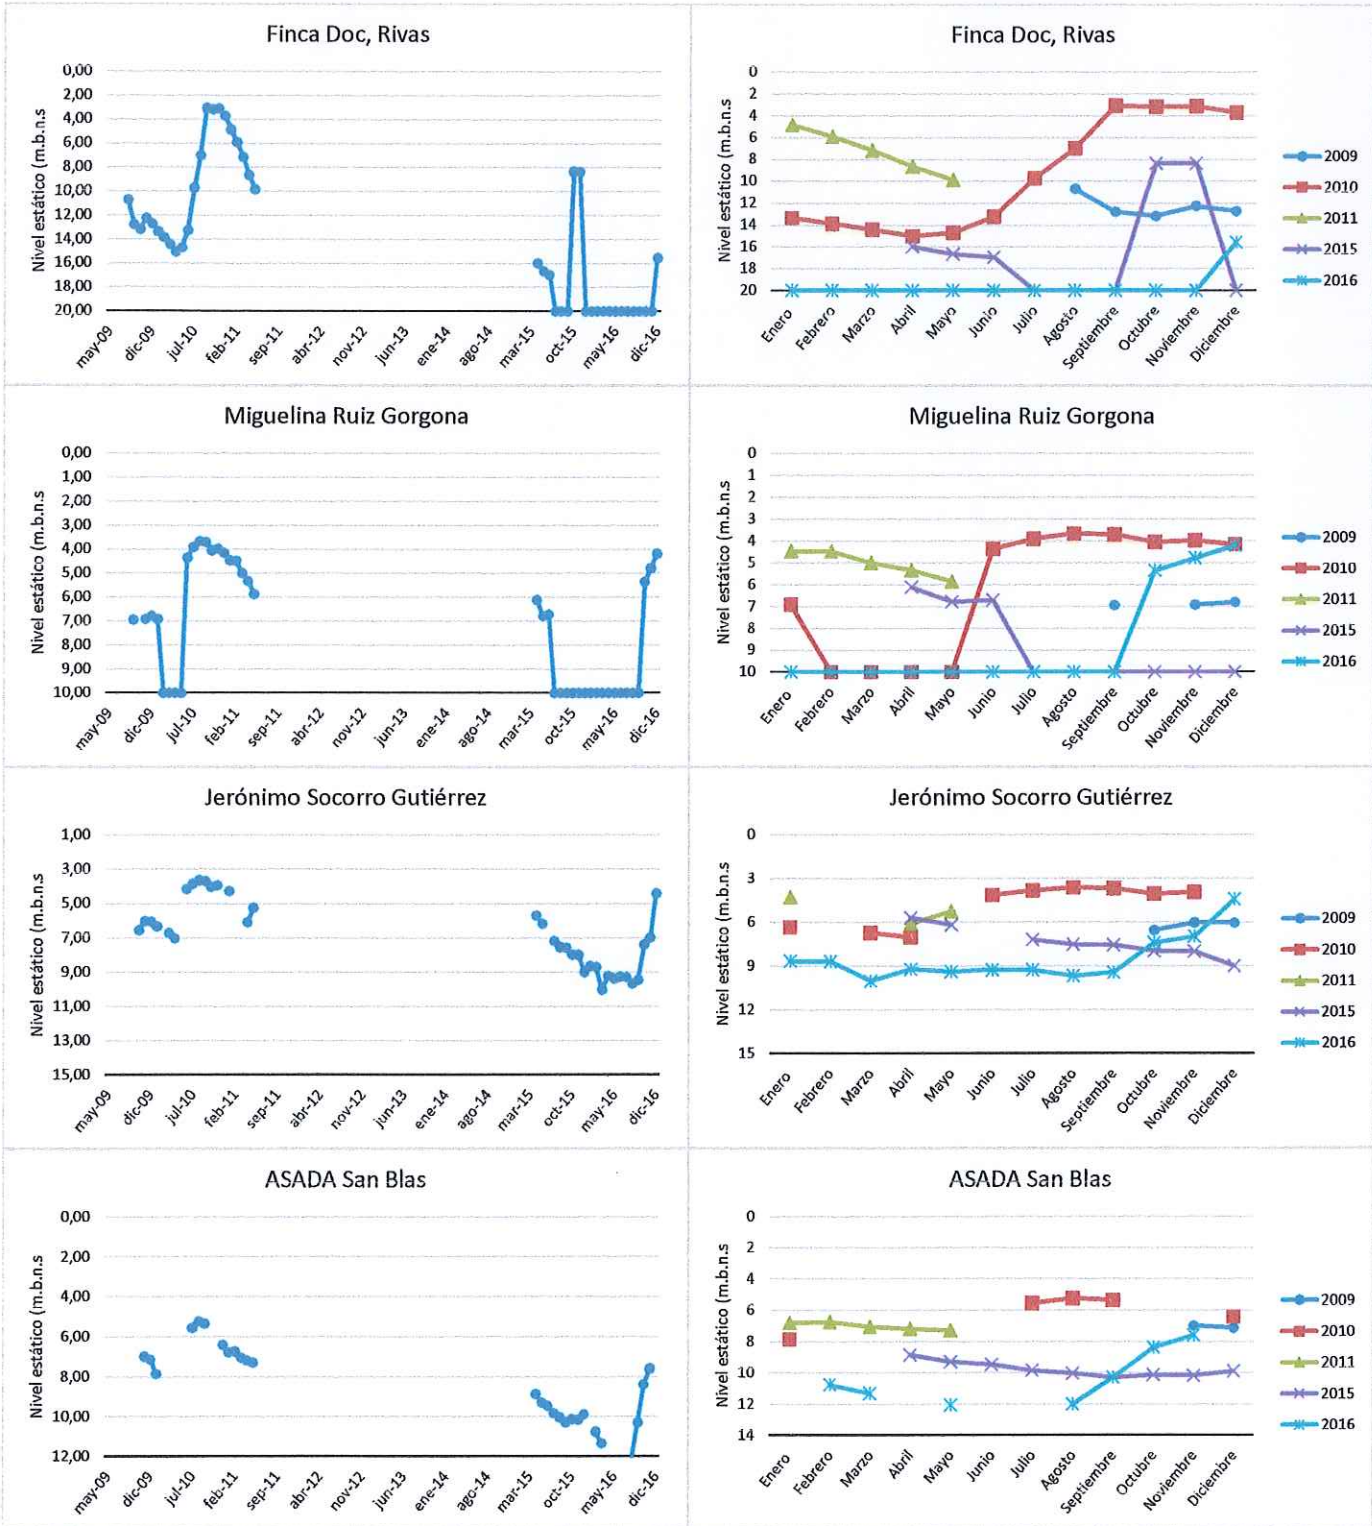 Finca Doc, Rivas
Nivel estático (m.b.n.s
0,00
2,00
4,00
6,00
8,00
10,00
12,00
14,00
16,00
18,00
20,00
may-09
dic-09
jul-10
feb-11
sep-11
abr-12
nov-12
jun-13
ene-14
ago-14
mar-15
oct-15
may-16
dic-16
Finca Doc, Rivas
Nivel estático (m.b.n.s
0
2
4
6
8
10
12
14
16
18
20
Enero
Febrero
Marzo
Abril
Mayo
Junio
Julio
Agosto
Septiembre
Octubre
Noviembre
Diciembre
2009
2010
2011
2015
2016
Miguelina Ruiz Gorgona
Nivel estático (m.b.n.s
0,00
1,00
2,00
3,00
4,00
5,00
6,00
7,00
8,00
9,00
10,00
may-09
dic-09
jul-10
feb-11
sep-11
abr-12
nov-12
jun-13
ene-14
ago-14
mar-15
oct-15
may-16
dic-16
Miguelina Ruiz Gorgona
Nivel estático (m.b.n.s
0
1
2
3
4
5
6
7
8
9
10
Enero
Febrero
Marzo
Abril
Mayo
Junio
Julio
Agosto
Septiembre
Octubre
Noviembre
Diciembre
2009
2010
2011
2015
2016
Jerónimo Socorro Gutiérrez
Nivel estático (m.b.n.s
1,00
3,00
5,00
7,00
9,00
11,00
13,00
15,00
may-09
dic-09
jul-10
feb-11
sep-11
abr-12
nov-12
jun-13
ene-14
ago-14
mar-15
oct-15
may-16
dic-16
Jerónimo Socorro Gutiérrez
Nivel estático (m.b.n.s
0
3
6
9
12
15
Enero
Febrero
Marzo
Abril
Mayo
Junio
Julio
Agosto
Septiembre
Octubre
Noviembre
Diciembre
2009
2010
2011
2015
2016
ASADA San Blas
Nivel estático (m.b.n.s
0,00
2,00
4,00
6,00
8,00
10,00
12,00
may-09
dic-09
jul-10
feb-11
sep-11
abr-12
nov-12
jun-13
ene-14
ago-14
mar-15
oct-15
may-16
dic-16
ASADA San Blas
Nivel estático (m.b.n.s
0
2
4
6
8
10
12
14
Enero
Febrero
Marzo
Abril
Mayo
Junio
Julio
Agosto
Septiembre
Octubre
Noviembre
Diciembre
2009
2010
2011
2015
2016